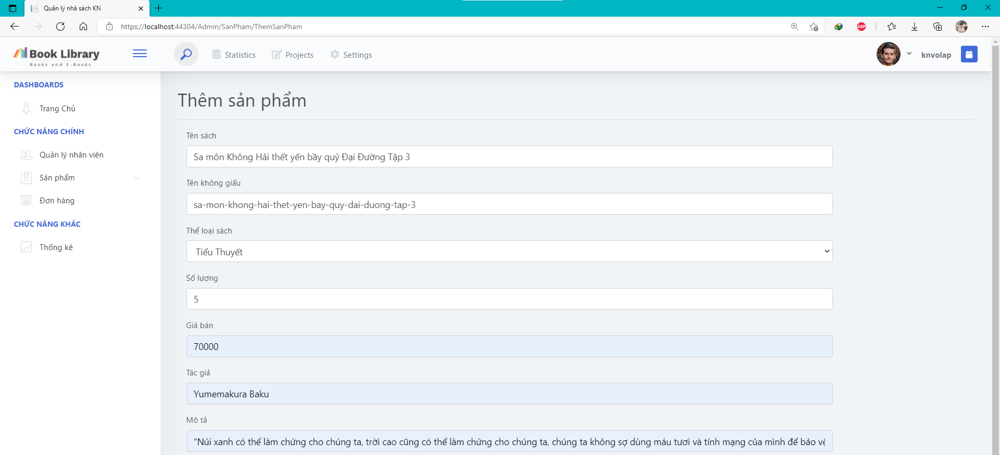 Quản lý nhà sách KN
https://localhost:44304/Admin/SanPham/ThemSanPham
ABP
Book Library
Books and E-Books
Statistics
Projects
Settings
knvolap
DASHBOARDS
Trang Chủ
CHỨC NĂNG CHÍNH
Quản lý nhân viên
Sản phẩm
Đơn hàng
CHỨC NĂNG KHÁC
Thống kê
Thêm sản phẩm
Tên sách
Sa môn Không Hải thết yến bầy quỷ Đại Đường Tập 3
Tên không giấu
sa-mon-khong-hai-thet-yen-bay-quy-dai-duong-tap-3
Thể loại sách
Tiểu Thuyết
Số lượng
5
Giá bán
70000
Tác giả
Yumemakura Baku
Mô tả
“Núi xanh có thể làm chứng cho chúng ta, trời cao cũng có thể làm chứng cho chúng ta, chúng ta không sợ dùng máu tươi và tính mạng của mình để bảo vệ